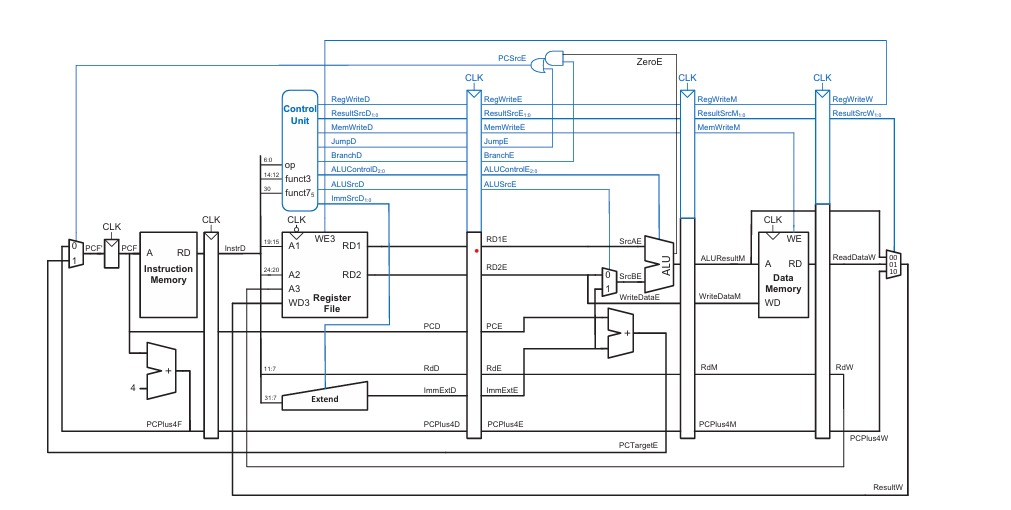 PCSrcE
ZeroE
CLK
CLK
CLK
Control
Unit
RegWriteD
RegWriteE
RegWriteM
RegWriteW
ResultSrcD1:0
ResultSrcE1:0
ResultSrcM1:0
ResultSrcW1:0
MemWriteD
MemWriteE
MemWriteM
JumpD
JumpE
BranchD
BranchE
6:0
op
ALUControlD2:0
ALUControlE2:0
14:12
funct3
ALUSrcD
ALUSrcE
30
funct75
ImmSrcD1:0
CLK
CLK
CLK
CLK
0
1
PCF'
PCF
A
RD
Instruction
Memory
InstrD
19:15
A1
WE3
RD1
RD1E
SrcAE
ALU
ALUResultM
A
RD
WE
ReadDataW
00
01
10
24:20
A2
RD2
RD2E
0
1
SrcBE
Data
Memory
A3
WD3
Register
File
WriteDataE
WriteDataM
WD
PCD
PCE
+
+
4
11:7
RdD
RdE
RdM
RdW
31:7
Extend
ImmExtD
ImmExtE
PCPlus4F
PCPlus4D
PCPlus4E
PCPlus4M
PCPlus4W
PCTargetE
ResultW